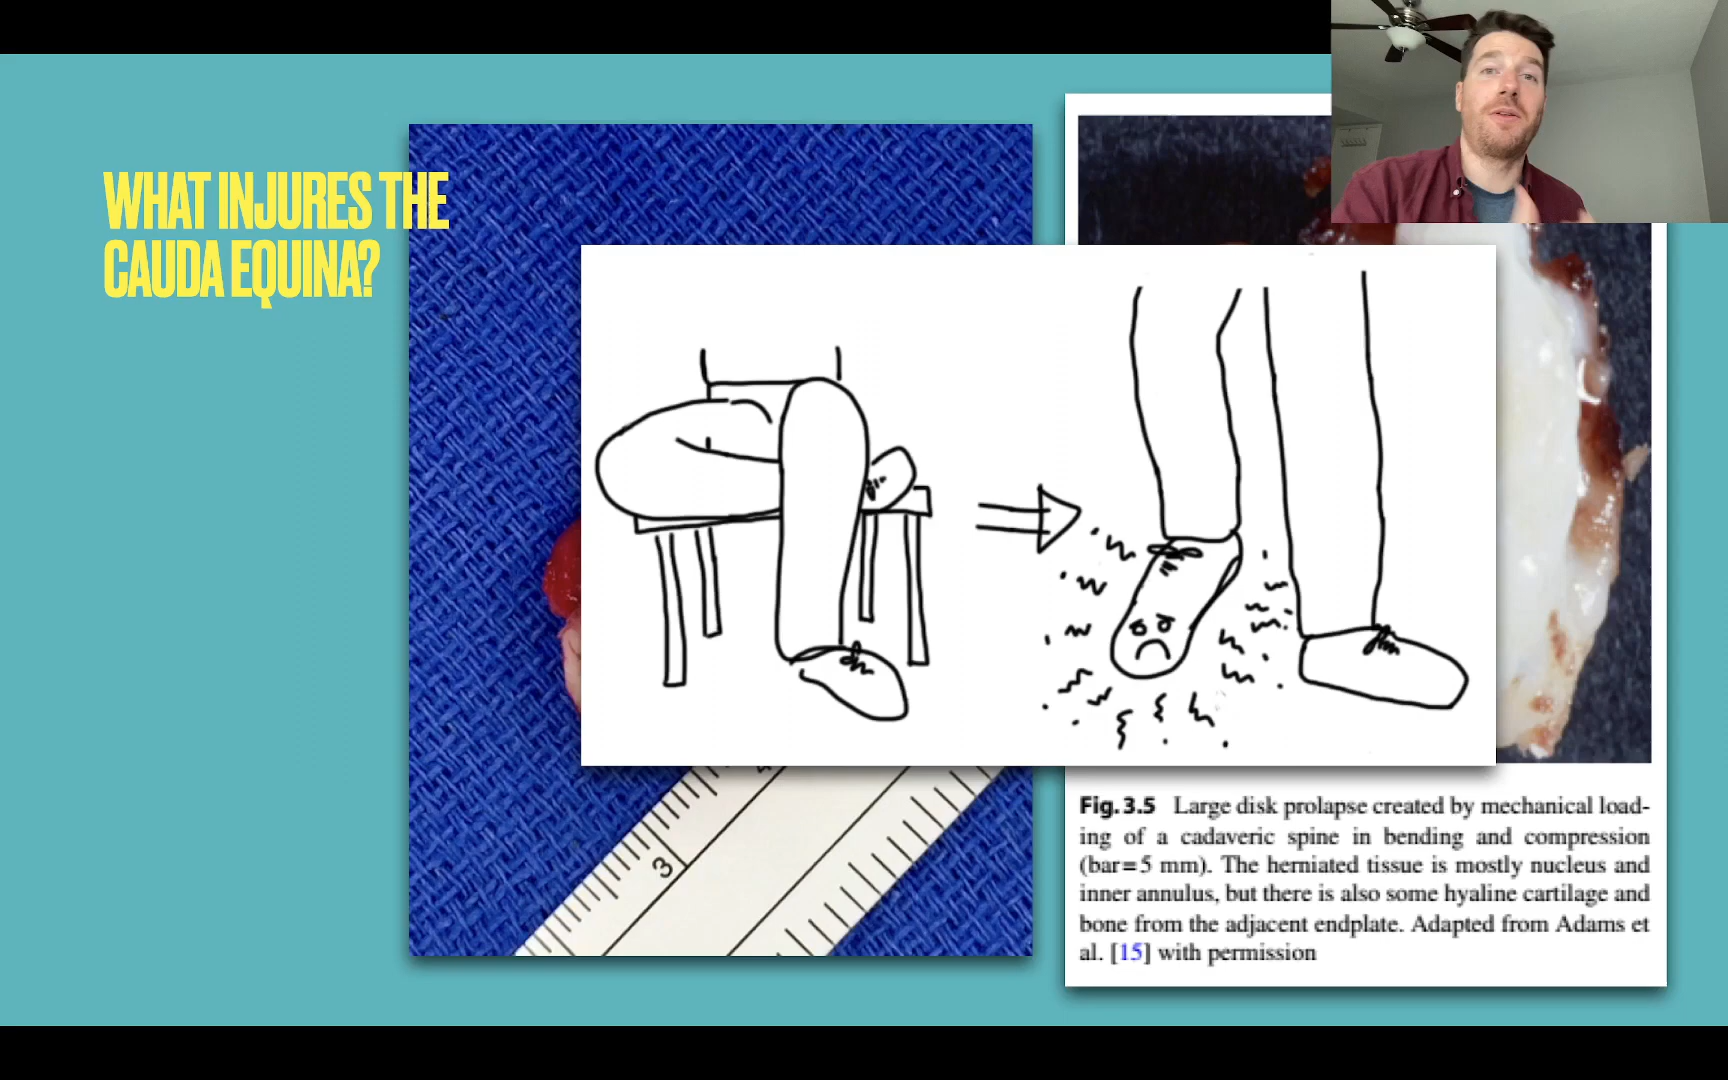 WHAT INJURES THE
CAUDA EQUINA?
3
Fig. 3.5 Large disk prolapse created by mechanical load-
ing of a cadaveric spine in bending and compression
(bar=5 mm). The herniated tissue is mostly nucleus and
inner annulus, but there is also some hyaline cartilage and
bone from the adjacent endplate. Adapted from Adams et
al. [15] with permission